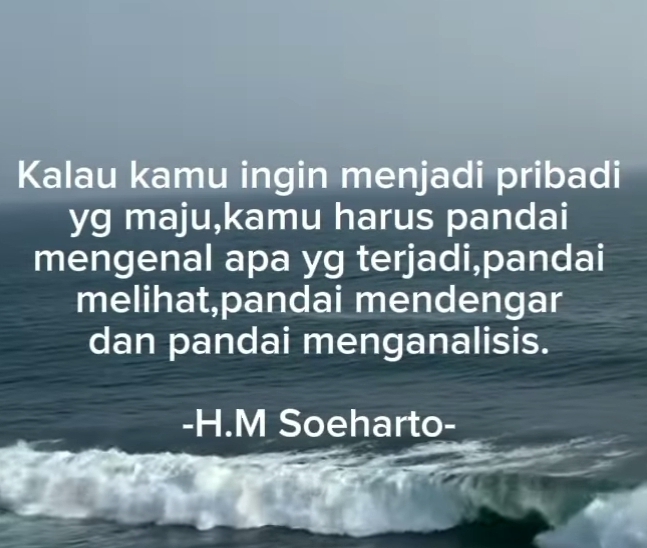 Kalau kamu ingin menjadi pribadi
yg maju,kamu harus pandai
mengenal apa yg terjadi,pandai
melihat,pandai mendengar
dan pandai menganalisis.
-H.M Soeharto-